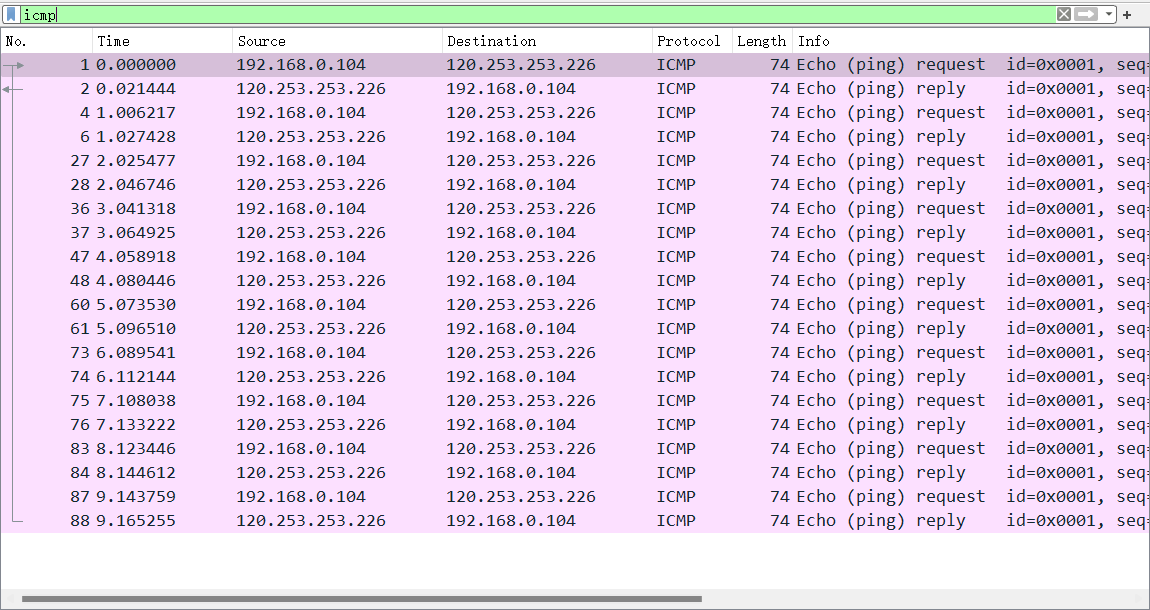 icmp
No. Time Source Destination Protocol Length Info
1 0.000000 192.168.0.104 120.253.253.226 ICMP 74 Echo (ping) request id=0x0001, seq=
2 0.021444 120.253.253.226 192.168.0.104 ICMP 74 Echo (ping) reply id=0x0001, seq=
4 1.006217 192.168.0.104 120.253.253.226 ICMP 74 Echo (ping) request id=0x0001, seq=
6 1.027428 120.253.253.226 192.168.0.104 ICMP 74 Echo (ping) reply id=0x0001, seq=
27 2.025477 192.168.0.104 120.253.253.226 ICMP 74 Echo (ping) request id=0x0001, seq=
28 2.046746 120.253.253.226 192.168.0.104 ICMP 74 Echo (ping) reply id=0x0001, seq=
36 3.041318 192.168.0.104 120.253.253.226 ICMP 74 Echo (ping) request id=0x0001, seq=
37 3.064925 120.253.253.226 192.168.0.104 ICMP 74 Echo (ping) reply id=0x0001, seq=
47 4.058918 192.168.0.104 120.253.253.226 ICMP 74 Echo (ping) request id=0x0001, seq=
48 4.080446 120.253.253.226 192.168.0.104 ICMP 74 Echo (ping) reply id=0x0001, seq=
60 5.073530 192.168.0.104 120.253.253.226 ICMP 74 Echo (ping) request id=0x0001, seq=
61 5.096510 120.253.253.226 192.168.0.104 ICMP 74 Echo (ping) reply id=0x0001, seq=
73 6.089541 192.168.0.104 120.253.253.226 ICMP 74 Echo (ping) request id=0x0001, seq=
74 6.112144 120.253.253.226 192.168.0.104 ICMP 74 Echo (ping) reply id=0x0001, seq=
75 7.108038 192.168.0.104 120.253.253.226 ICMP 74 Echo (ping) request id=0x0001, seq=
76 7.133222 120.253.253.226 192.168.0.104 ICMP 74 Echo (ping) reply id=0x0001, seq=
83 8.123446 192.168.0.104 120.253.253.226 ICMP 74 Echo (ping) request id=0x0001, seq=
84 8.144612 120.253.253.226 192.168.0.104 ICMP 74 Echo (ping) reply id=0x0001, seq=
87 9.143759 192.168.0.104 120.253.253.226 ICMP 74 Echo (ping) request id=0x0001, seq=
88 9.165255 120.253.253.226 192.168.0.104 ICMP 74 Echo (ping) reply id=0x0001, seq=